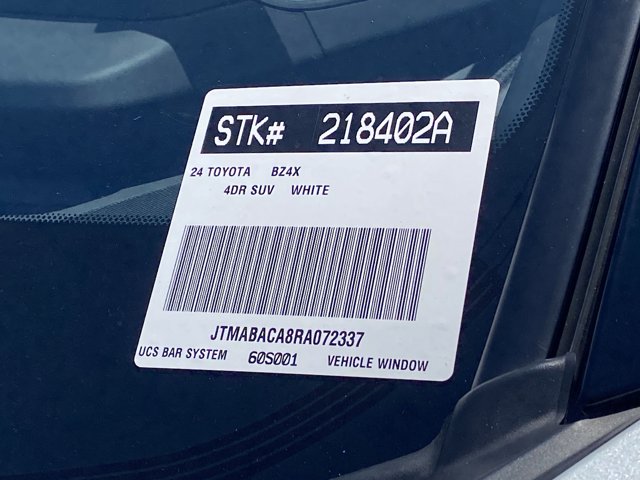 STK# 218402A
24 TOYOTA BZ4X
4DR SUV WHITE
JTMABACA8RA072337
UCS BAR SYSTEM 60S001 VEHICLE WINDOW